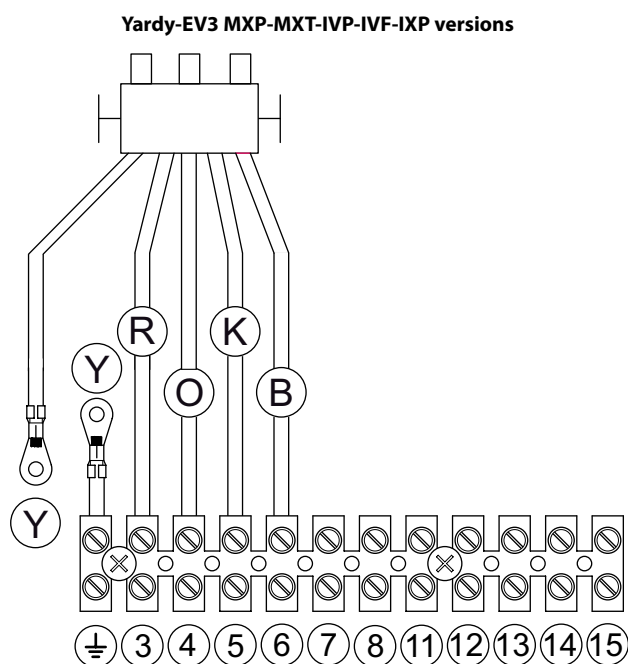 Yardy-EV3 MXP-MXT-IVP-IVF-IXP versions
R K
Y
O B
Y
3 4 5 6 7 8 11 12 13 14 15